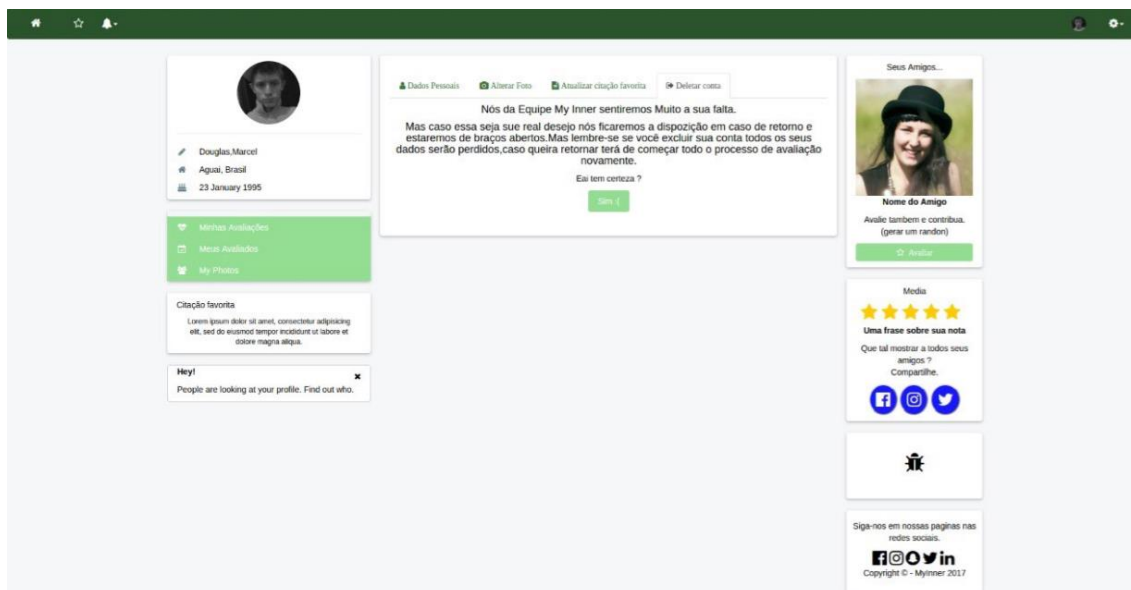 Douglas,Marcel
Aguai, Brasil
23 January 1995
Minhas Avaliações
Meus Avaliados
My Photos
Citação favorita
Lorem ipsum dolor sit amet, consectetur adipisicing
elit, sed do eiusmod tempor incididunt ut labore et
dolore magna aliqua.
Hey!
People are looking at your profile. Find out who.
Dados Pessoais Alterar Foto Atualizar citação favorita Deletar conta
Nós da Equipe My Inner sentiremos Muito a sua falta.
Mas caso essa seja sue real desejo nós ficaremos a dispozição em caso de retorno e
estaremos de braços abertos.Mas lembre-se se você excluir sua conta todos os seus
dados serão perdidos,caso queira retornar terá de começar todo o processo de avaliação
novamente.
Eai tem certeza ?
Sim :(
Seus Amigos...
Nome do Amigo
Avalie tambem e contribua.
(gerar um randon)
Avaliar
Media
Uma frase sobre sua nota
Que tal mostrar a todos seus
amigos ?
Compartilhe.
Siga-nos em nossas paginas nas
redes sociais.
Copyright © - MyInner 2017